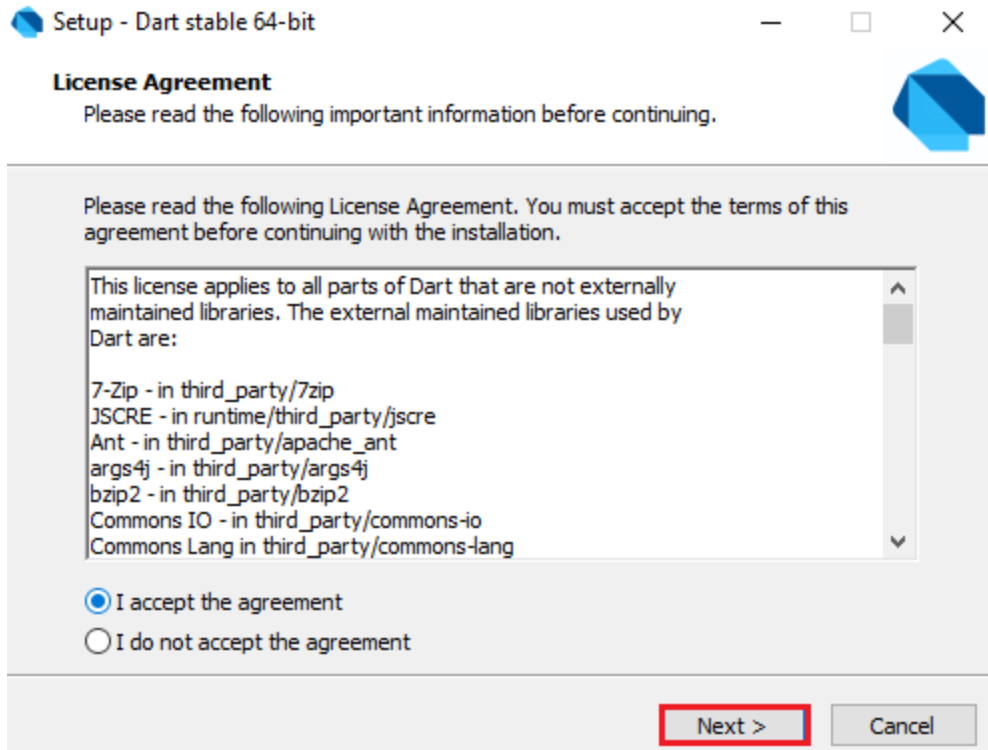 Setup - Dart stable 64-bit
License Agreement
Please read the following important information before continuing.
Please read the following License Agreement. You must accept the terms of this
agreement before continuing with the installation.
This license applies to all parts of Dart that are not externally
maintained libraries. The external maintained libraries used by
Dart are:
7-Zip - in third_party/7zip
JSCRE - in runtime/third_party/jscre
Ant - in third_party/apache_ant
args4j - in third_party/args4j
bzip2 - in third_party/bzip2
Commons IO - in third_party/commons-io
Commons Lang in third_party/commons-lang
I accept the agreement
I do not accept the agreement
Next >
Cancel